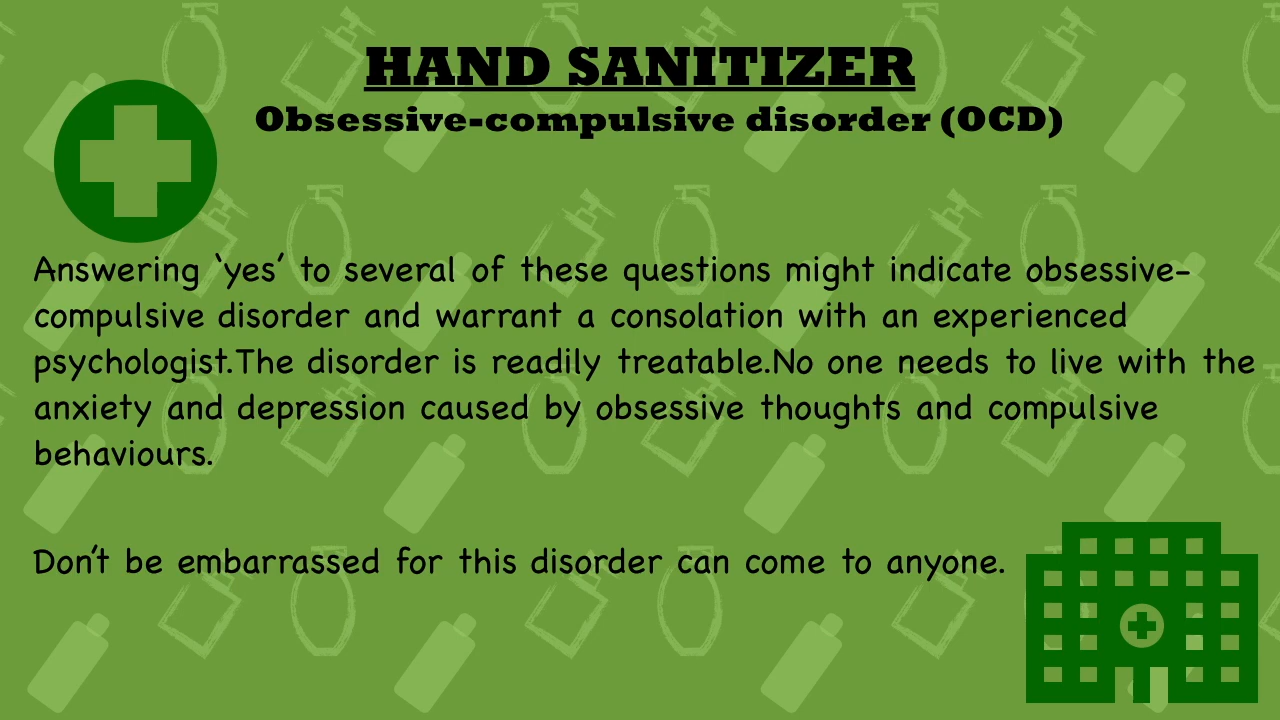 HAND SANITIZER
Obsessive-compulsive disorder (OCD)
Answering ‘yes’ to several of these questions might indicate obsessive-
compulsive disorder and warrant a consolation with an experienced
psychologist.The disorder is readily treatable.No one needs to live with the
anxiety and depression caused by obsessive thoughts and compulsive
behaviours.
Don’t be embarrassed for this disorder can come to anyone.